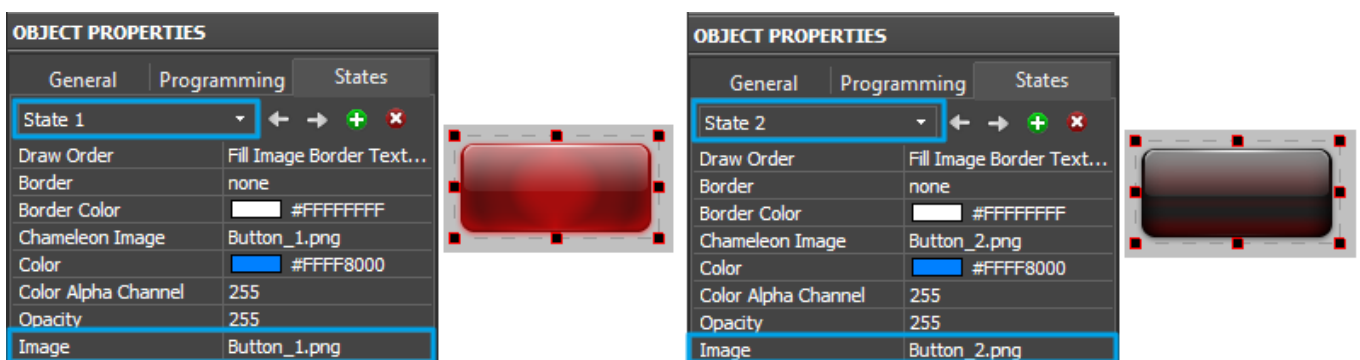 OBJECT PROPERTIES
General Programming States
State 1
Draw Order Fill Image Border Text...
Border none
Border Color #FFFFFFFF
Chameleon Image Button_1.png
Color #FFFF8000
Color Alpha Channel 255
Opacity 255
Image Button_1.png
OBJECT PROPERTIES
General Programming States
State 2
Draw Order Fill Image Border Text...
Border none
Border Color #FFFFFFFF
Chameleon Image Button_2.png
Color #FFFF8000
Color Alpha Channel 255
Opacity 255
Image Button_2.png